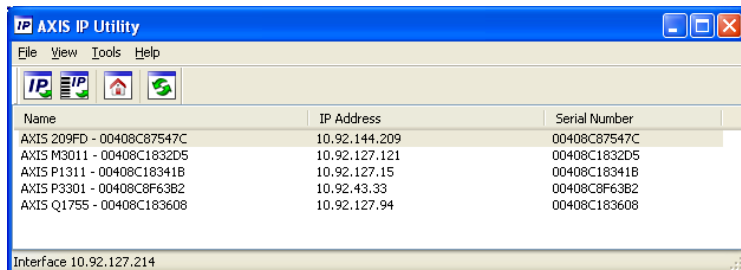 IP AXIS IP Utility
File View Tools Help
IP IP
Name IP Address Serial Number
AXIS 209FD - 00408C87547C 10.92.144.209 00408C87547C
AXIS M3011 - 00408C1832D5 10.92.127.121 00408C1832D5
AXIS P1311 - 00408C18341B 10.92.127.15 00408C18341B
AXIS P3301 - 00408C8F63B2 10.92.43.33 00408C8F63B2
AXIS Q1755 - 00408C183608 10.92.127.94 00408C183608
Interface 10.92.127.214